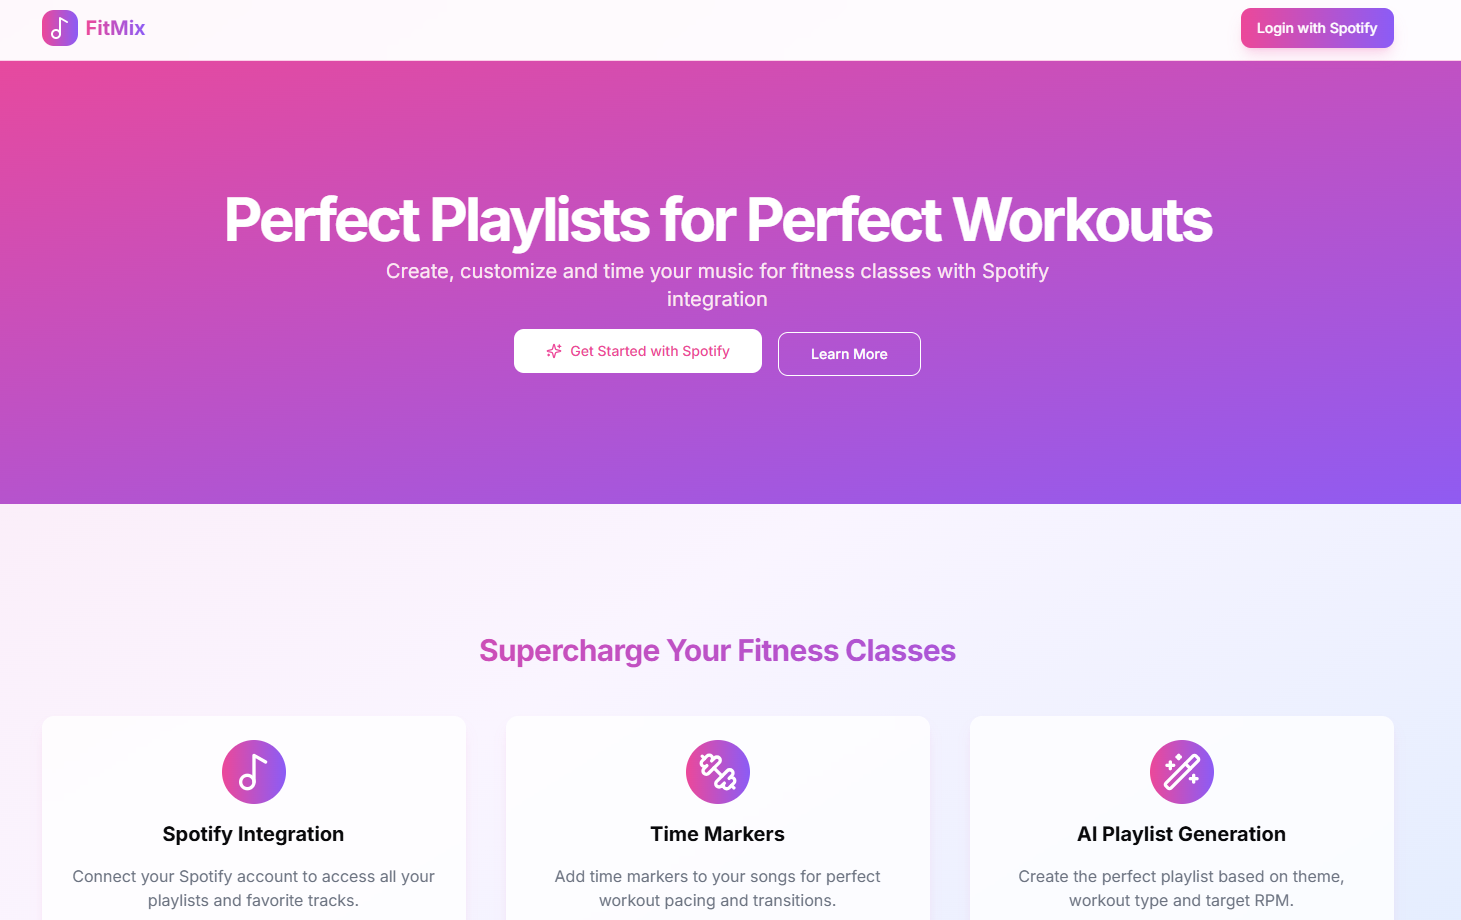 FitMix
Login with Spotify
Perfect Playlists for Perfect Workouts
Create, customize and time your music for fitness classes with Spotify
integration
Get Started with Spotify
Learn More
Supercharge Your Fitness Classes
Spotify Integration
Connect your Spotify account to access all your
playlists and favorite tracks.
Time Markers
Add time markers to your songs for perfect
workout pacing and transitions.
AI Playlist Generation
Create the perfect playlist based on theme,
workout type and target RPM.